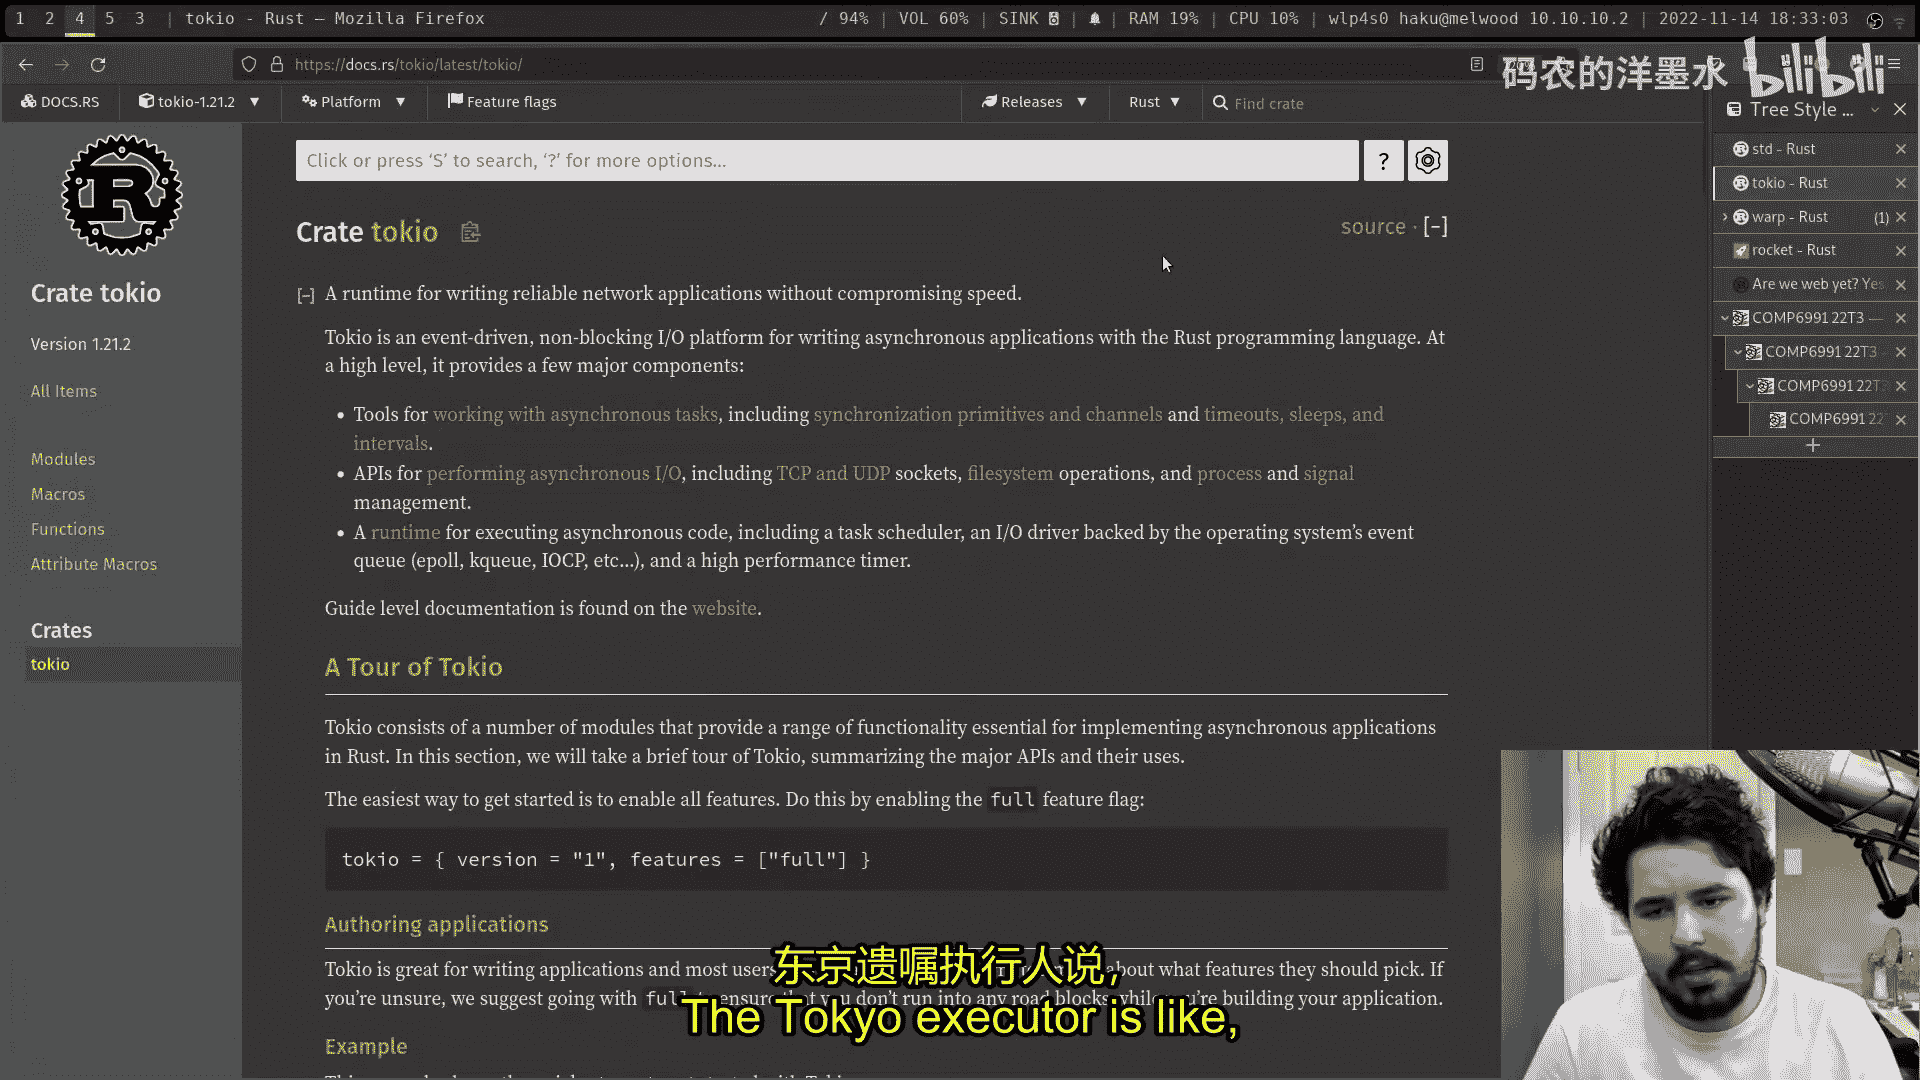 1 2 4 5 3 | tokio - Rust — Mozilla Firefox
/ 94% | VOL 60% | SINK | | RAM 19% | CPU 10% | wlp4s0 haku@melwood 10.10.10.2 | 2022-11-14 18:33:03
https://docs.rs/tokio/latest/tokio/
码农的洋墨水 bilibili
DOCS.RS tokio-1.21.2 Platform Feature flags Releases Rust Find crate
Tree Style ...
Click or press ‘S’ to search, ‘?’ for more options…
?
std - Rust
tokio - Rust
warp - Rust (1)
rocket - Rust
Are we web yet? Yes
COMP6991 22T3 —
COMP6991 22T3
COMP6991 22T
COMP6991 22
+
Crate tokio
Version 1.21.2
All Items
Modules
Macros
Functions
Attribute Macros
Crates
tokio
Crate tokio
source · [−]
[−] A runtime for writing reliable network applications without compromising speed.
Tokio is an event-driven, non-blocking I/O platform for writing asynchronous applications with the Rust programming language. At
a high level, it provides a few major components:
• Tools for working with asynchronous tasks, including synchronization primitives and channels and timeouts, sleeps, and
intervals.
• APIs for performing asynchronous I/O, including TCP and UDP sockets, filesystem operations, and process and signal
management.
• A runtime for executing asynchronous code, including a task scheduler, an I/O driver backed by the operating system’s event
queue (epoll, kqueue, IOCP, etc…), and a high performance timer.
Guide level documentation is found on the website.
A Tour of Tokio
Tokio consists of a number of modules that provide a range of functionality essential for implementing asynchronous applications
in Rust. In this section, we will take a brief tour of Tokio, summarizing the major APIs and their uses.
The easiest way to get started is to enable all features. Do this by enabling the full feature flag:
tokio = { version = "1", features = ["full"] }
Authoring applications
Tokio is great for writing applications and most users about what features they should pick. If
you’re unsure, we suggest going with full to ensure that you don’t run into any road blocks while you’re building your application.
Example
东京遗嘱执行人说,
The Tokyo executor is like,